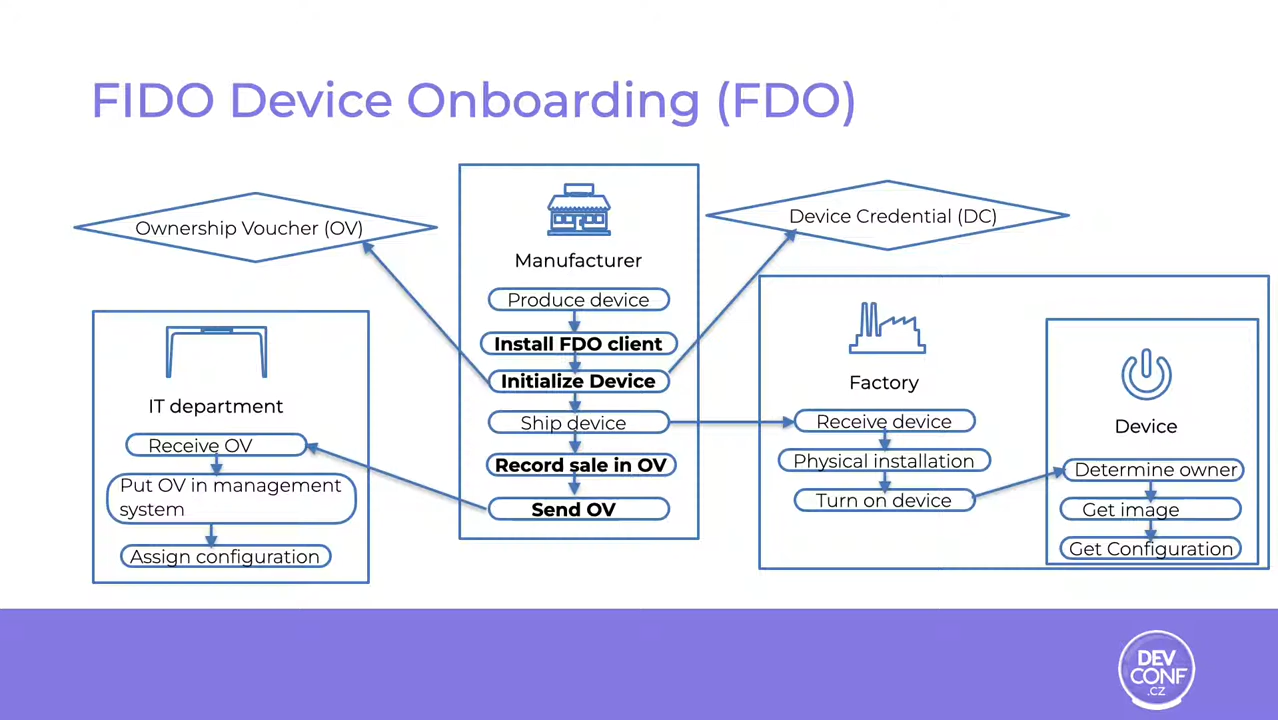 FIDO Device Onboarding (FDO)
Ownership Voucher (OV)
Device Credential (DC)
Manufacturer
Produce device
Install FDO client
Initialize Device
Ship device
Record sale in OV
Send OV
IT department
Receive OV
Put OV in management
system
Assign configuration
Factory
Receive device
Physical installation
Turn on device
Device
Determine owner
Get image
Get Configuration
DEV
CONF
.CZ